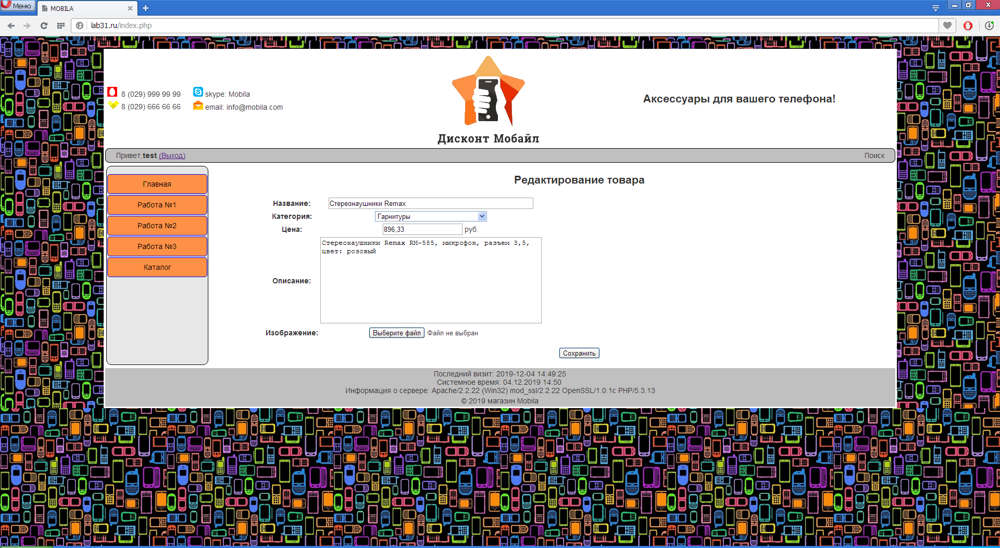 Меню
MOBILA
lab31.ru/index.php
8 (029) 999 99 99
skype: Mobila
8 (029) 666 66 66
email: info@mobila.com
Дисконт Мобайл
Аксессуары для вашего телефона!
Привет,test (Выход)
Поиск
Главная
Работа №1
Работа №2
Работа №3
Каталог
Редактирование товара
Название: Стереонаушники Remax
Категория: Гарнитуры
Цена: 896,33 руб.
Описание:
Стереонаушники Remax RM-585, микрофон, разъем 3,5,
цвет: розовый
Изображение: Выберите файл Файл не выбран
Сохранить
Последний визит: 2019-12-04 14:49:25
Системное время: 04.12.2019 14:50
Информация о сервере: Apache/2.2.22 (Win32) mod_ssl/2.2.22 OpenSSL/1.0.1c PHP/5.3.13
© 2019 магазин Mobila